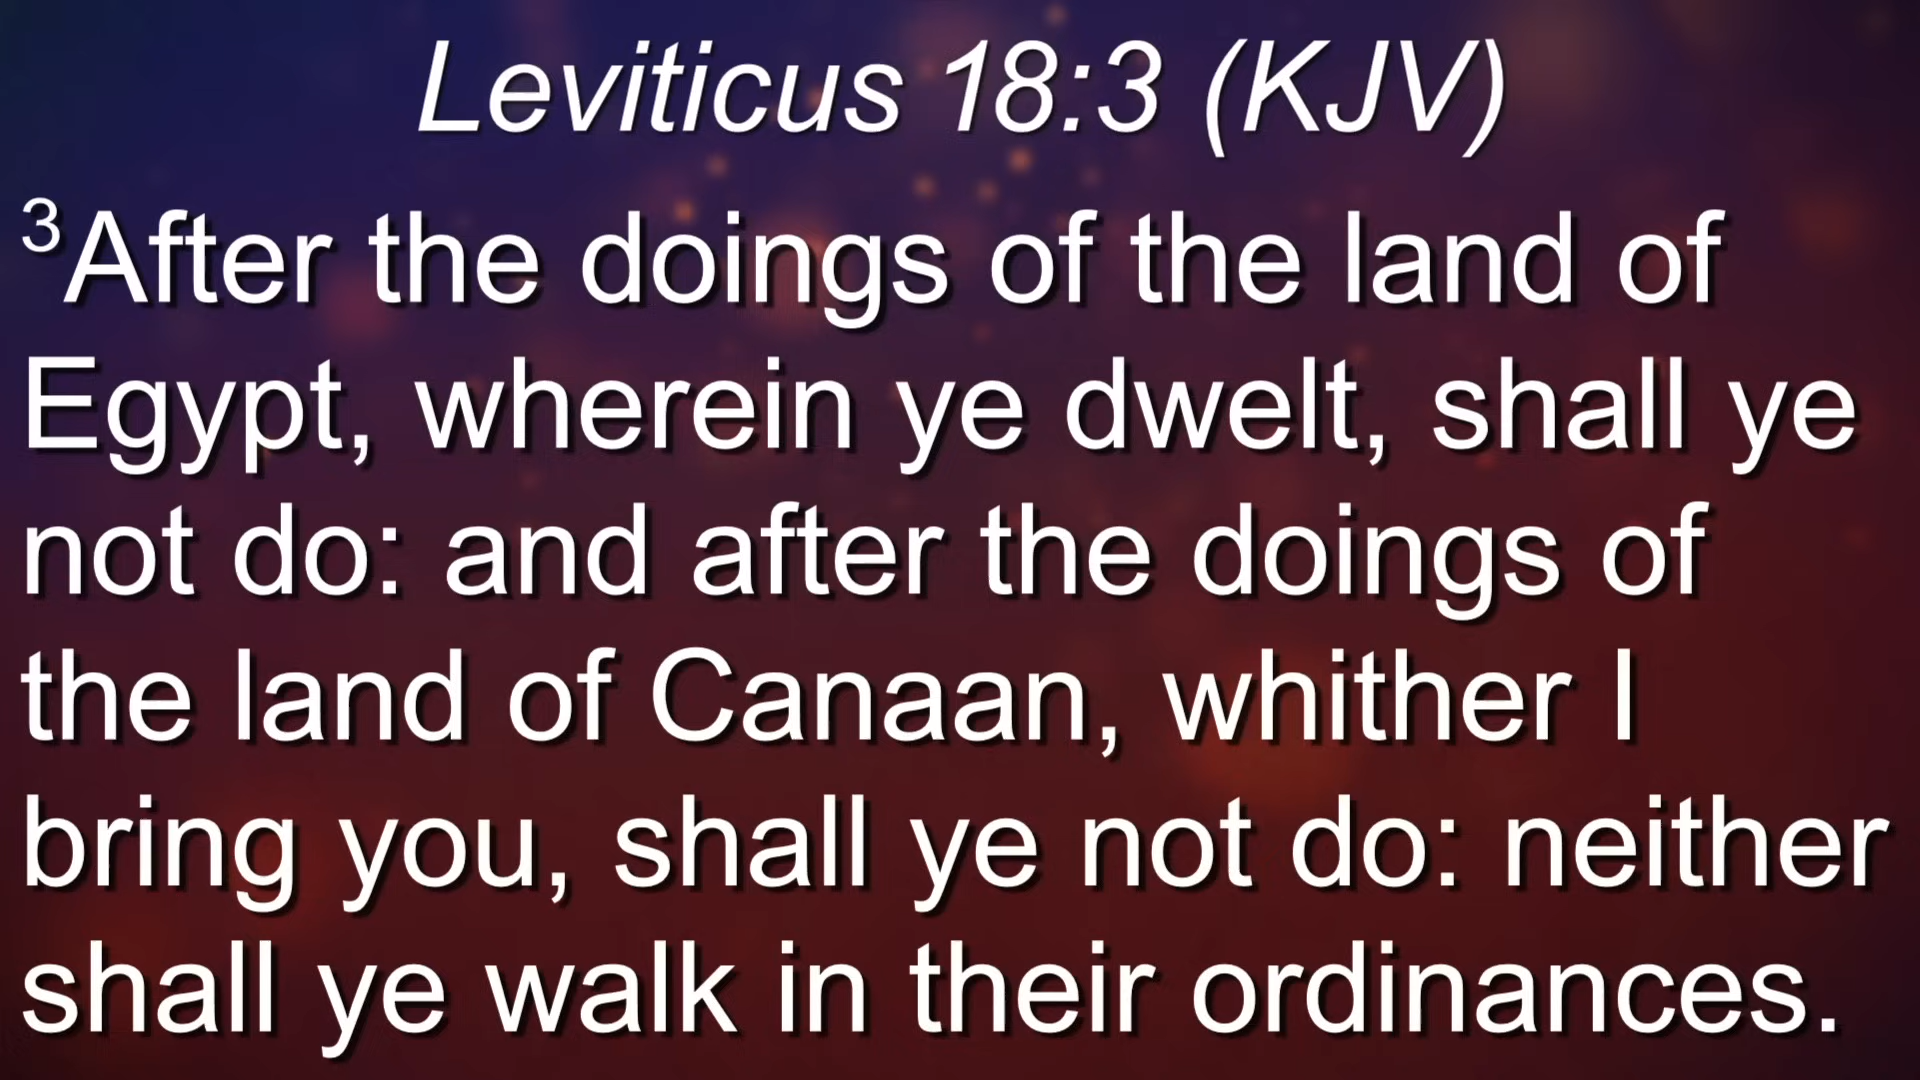 Leviticus 18:3 (KJV)
³After the doings of the land of
Egypt, wherein ye dwelt, shall ye
not do: and after the doings of
the land of Canaan, whither I
bring you, shall ye not do: neither
shall ye walk in their ordinances.